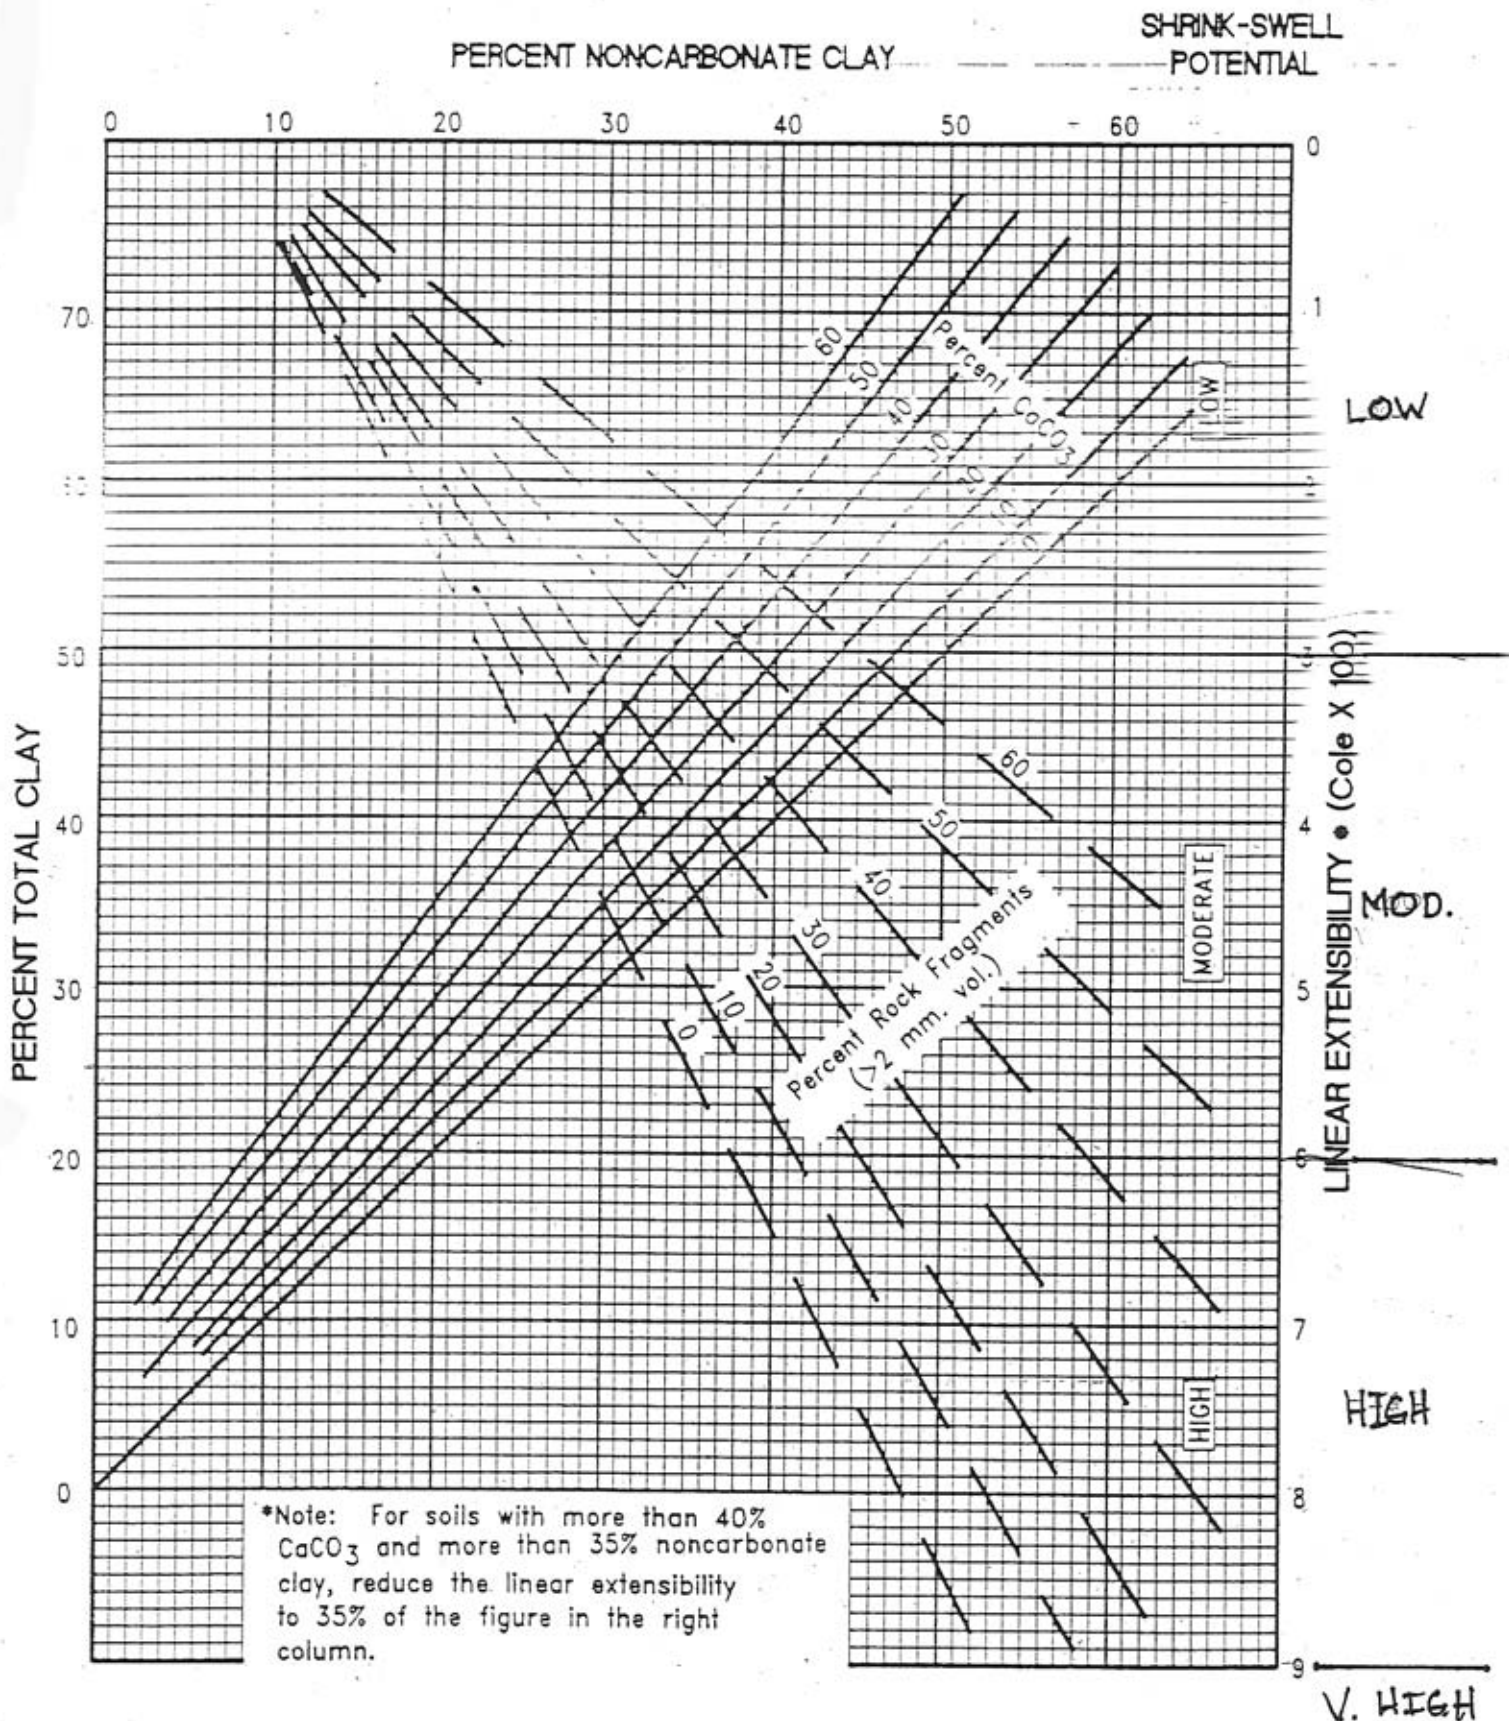 SHRINK-SWELL
POTENTIAL
PERCENT NONCARBONATE CLAY
0 10 20 30 40 50 60
0
70
1
60
50
40
30
20
10
0
Percent CaCO3
LOW
LOW
50
3
60
40
4
50
MODERATE
MOD.
40
30
20
10
0
Percent Rock Fragments
(>2 mm. vol.)
30
5
20
6
10
7
HIGH
HIGH
0
8
9
V. HIGH
PERCENT TOTAL CLAY
LINEAR EXTENSIBILITY • (Cole X 100)
*Note: For soils with more than 40%
CaCO3 and more than 35% noncarbonate
clay, reduce the linear extensibility
to 35% of the figure in the right
column.